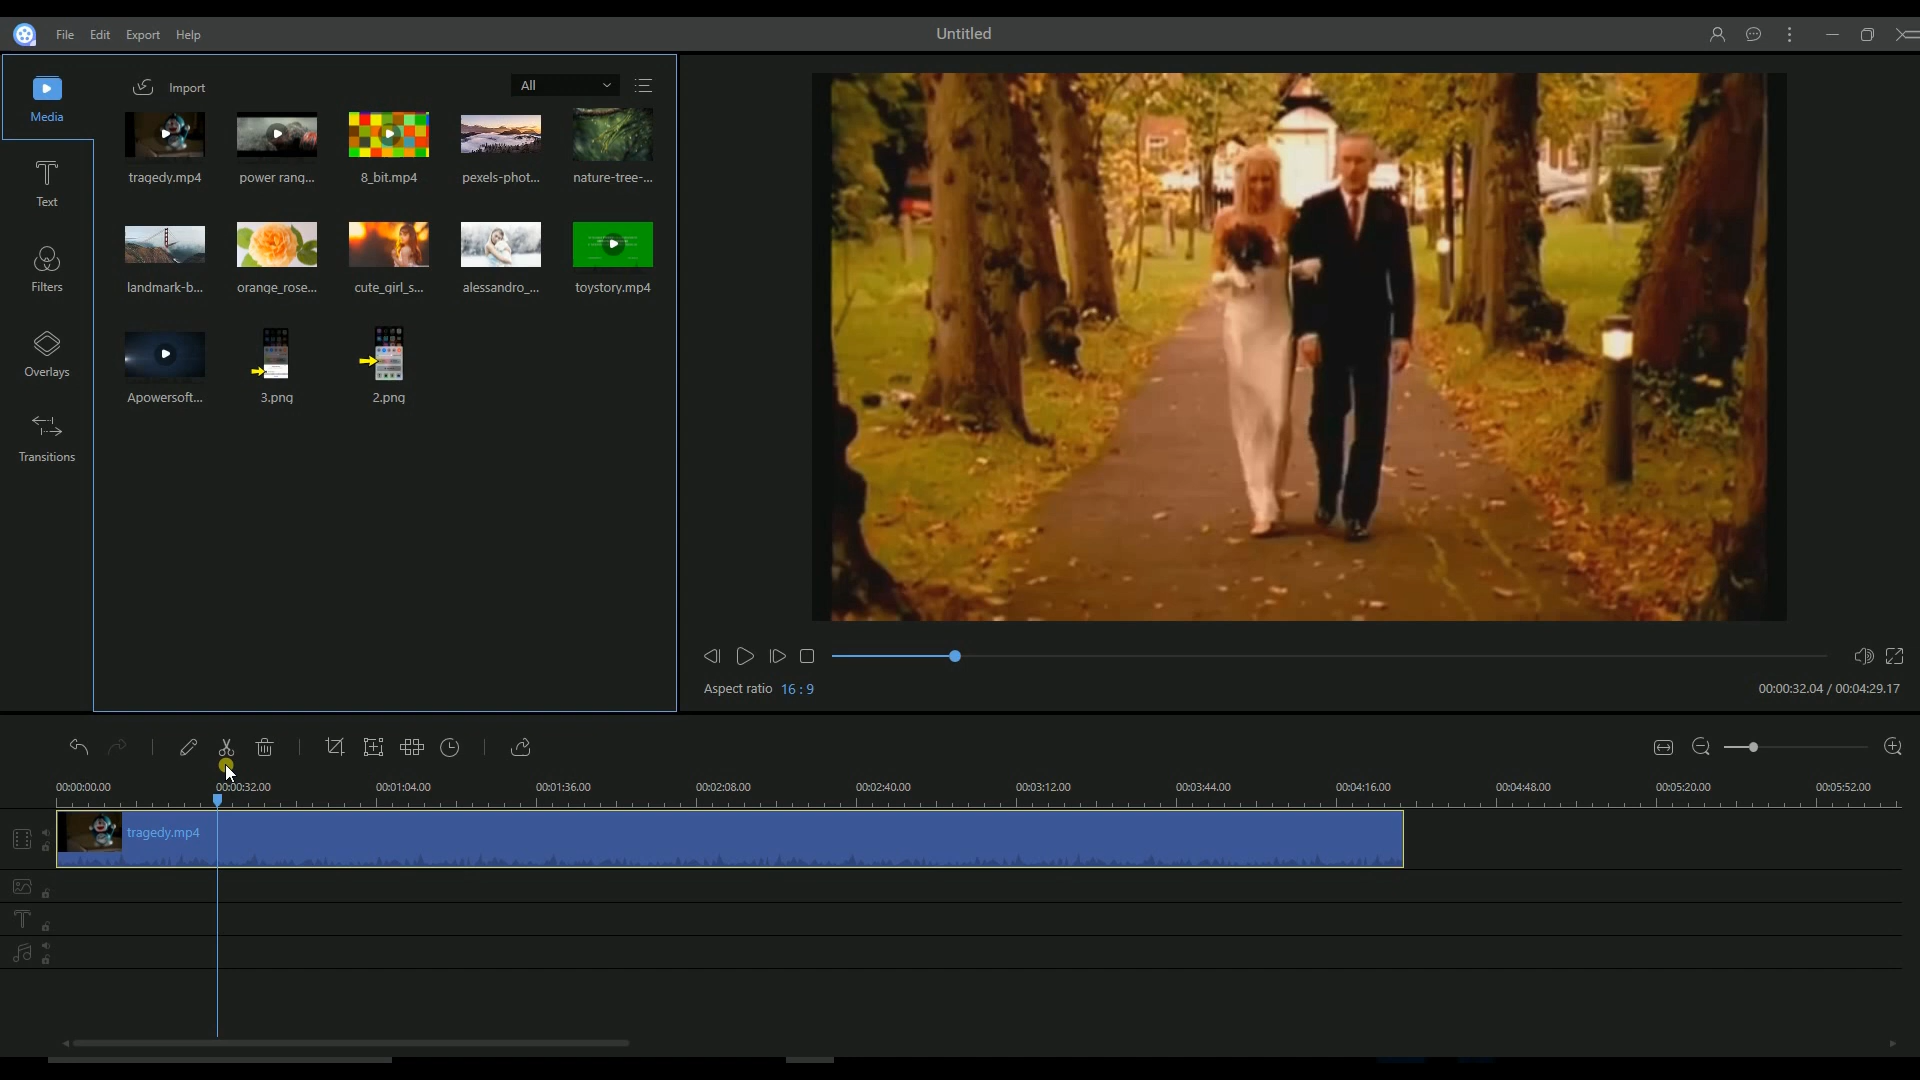 File Edit Export Help
Untitled
Media
Text
Filters
Overlays
Transitions
Import
All
tragedy.mp4 power rang... 8_bit.mp4 pexels-phot... nature-tree-...
landmark-b... orange_rose... cute_girl_s... alessandro_... toystory.mp4
Apowersoft... 3.png 2.png
Aspect ratio 16 : 9
00:00:32.04 / 00:04:29.17
00:00:00.00 00:00:32.00 00:01:04.00 00:01:36.00 00:02:08.00 00:02:40.00 00:03:12.00 00:03:44.00 00:04:16.00 00:04:48.00 00:05:20.00 00:05:52.00
tragedy.mp4